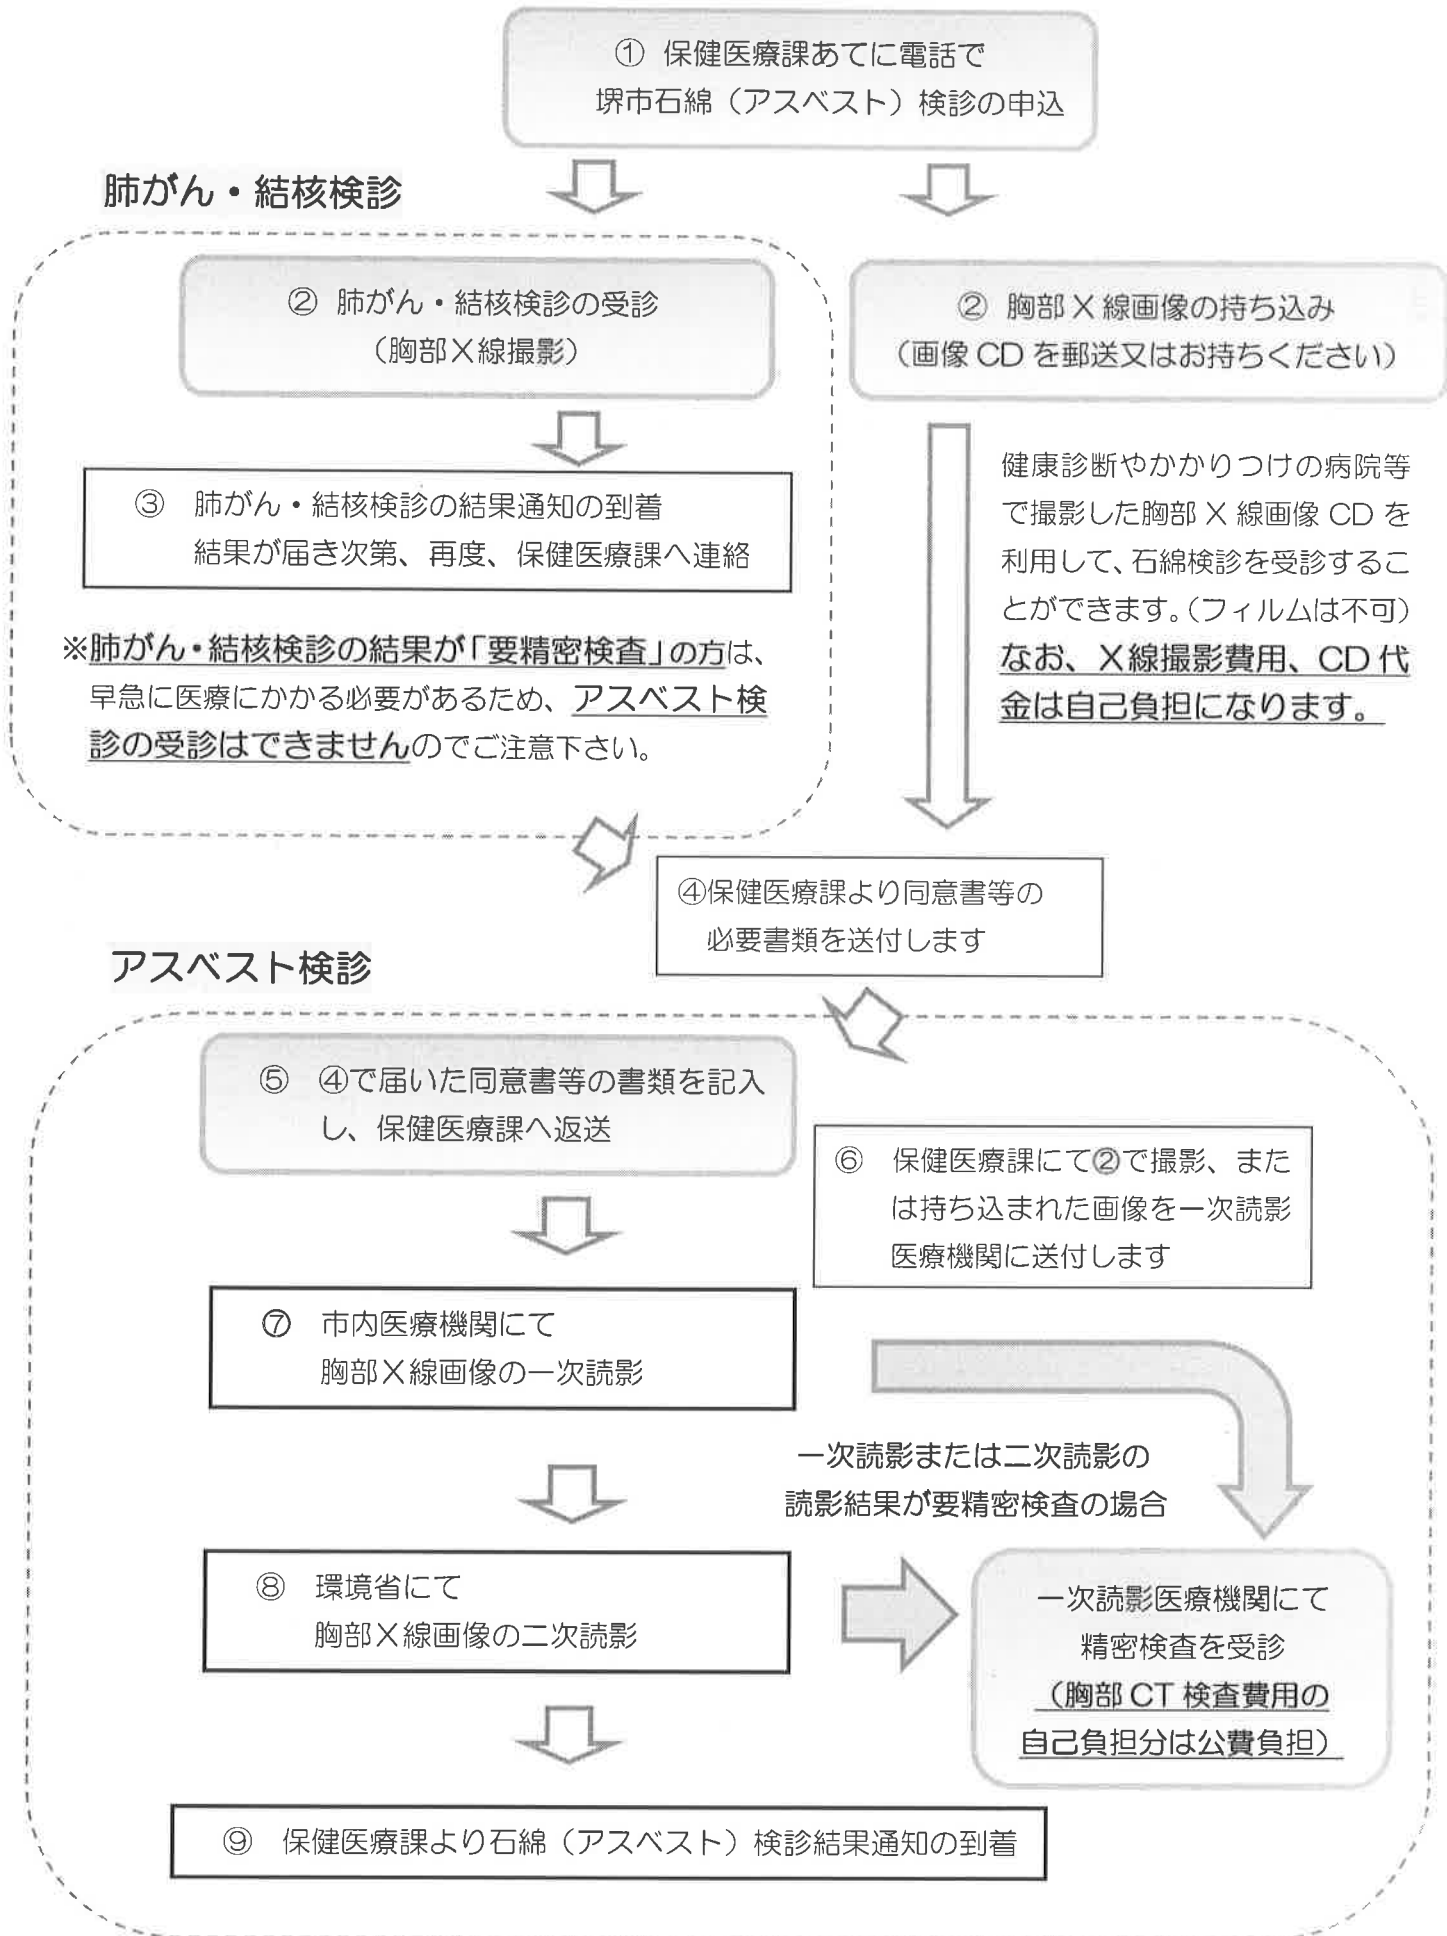 ① 保健医療課あてに電話で
堺市石綿（アスベスト）検診の申込
肺がん・結核検診
② 肺がん・結核検診の受診
（胸部X線撮影）
② 胸部X線画像の持ち込み
（画像CDを郵送又はお持ちください）
③ 肺がん・結核検診の結果通知の到着
結果が届き次第、再度、保健医療課へ連絡
※肺がん・結核検診の結果が「要精密検査」の方は、
早急に医療にかかる必要があるため、アスベスト検
診の受診はできませんのでご注意下さい。
健康診断やかかりつけの病院等
で撮影した胸部X線画像CDを
利用して、石綿検診を受診するこ
とができます。（フィルムは不可）
なお、X線撮影費用、CD代
金は自己負担になります。
④保健医療課より同意書等の
必要書類を送付します
アスベスト検診
⑤ ④で届いた同意書等の書類を記入
し、保健医療課へ返送
⑥ 保健医療課にて②で撮影、また
は持ち込まれた画像を一次読影
医療機関に送付します
⑦ 市内医療機関にて
胸部X線画像の一次読影
一次読影または二次読影の
読影結果が要精密検査の場合
⑧ 環境省にて
胸部X線画像の二次読影
一次読影医療機関にて
精密検査を受診
（胸部CT検査費用の
自己負担分は公費負担）
⑨ 保健医療課より石綿（アスベスト）検診結果通知の到着